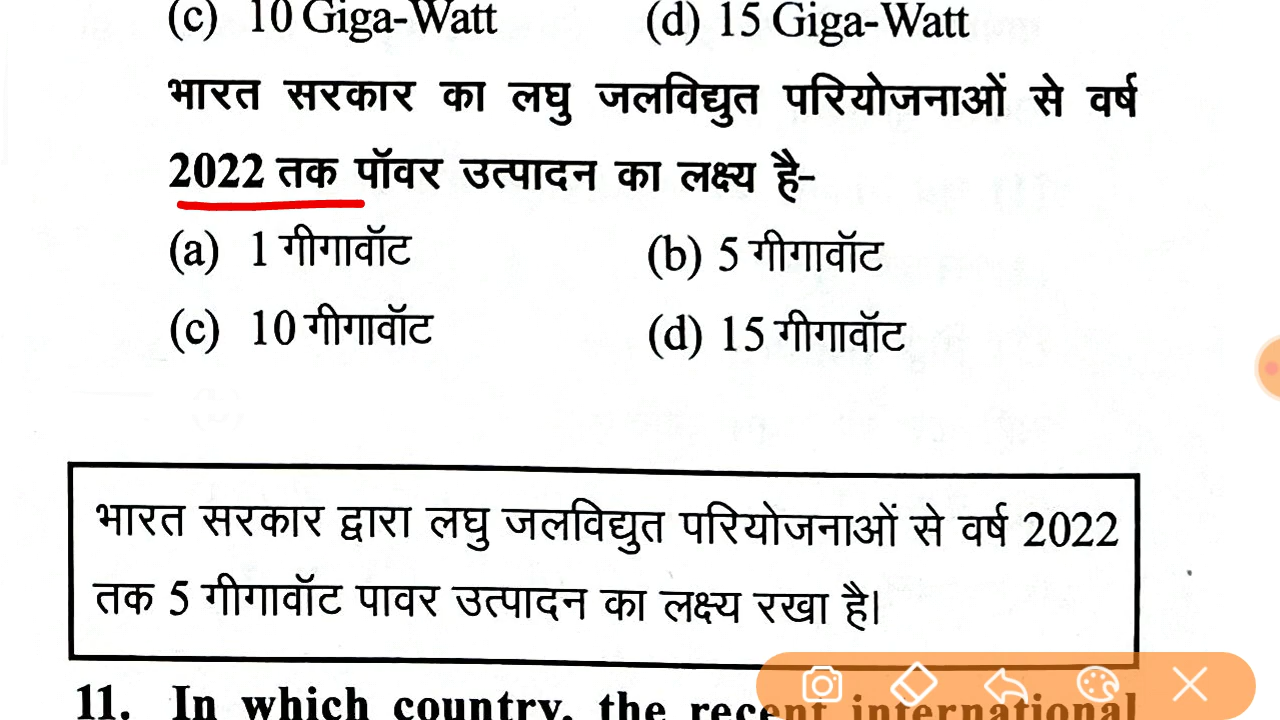 (c) 10 Giga-Watt (d) 15 Giga-Watt
भारत सरकार का लघु जलविद्युत परियोजनाओं से वर्ष
2022 तक पॉवर उत्पादन का लक्ष्य है-
(a) 1 गीगावॉट (b) 5 गीगावॉट
(c) 10 गीगावॉट (d) 15 गीगावॉट
भारत सरकार द्वारा लघु जलविद्युत परियोजनाओं से वर्ष 2022
तक 5 गीगावॉट पावर उत्पादन का लक्ष्य रखा है।
11. In which country, the recent international